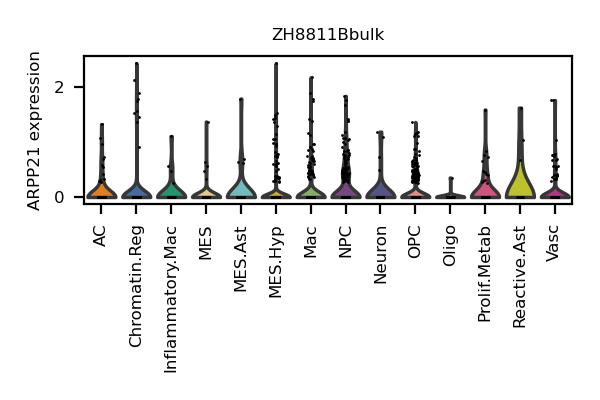 ZH8811Bbulk
ARPP21 expression
2
0
AC
Chromatin.Reg
Inflammatory.Mac
MES
MES.Ast
MES.Hyp
Mac
NPC
Neuron
OPC
Oligo
Prolif.Metab
Reactive.Ast
Vasc